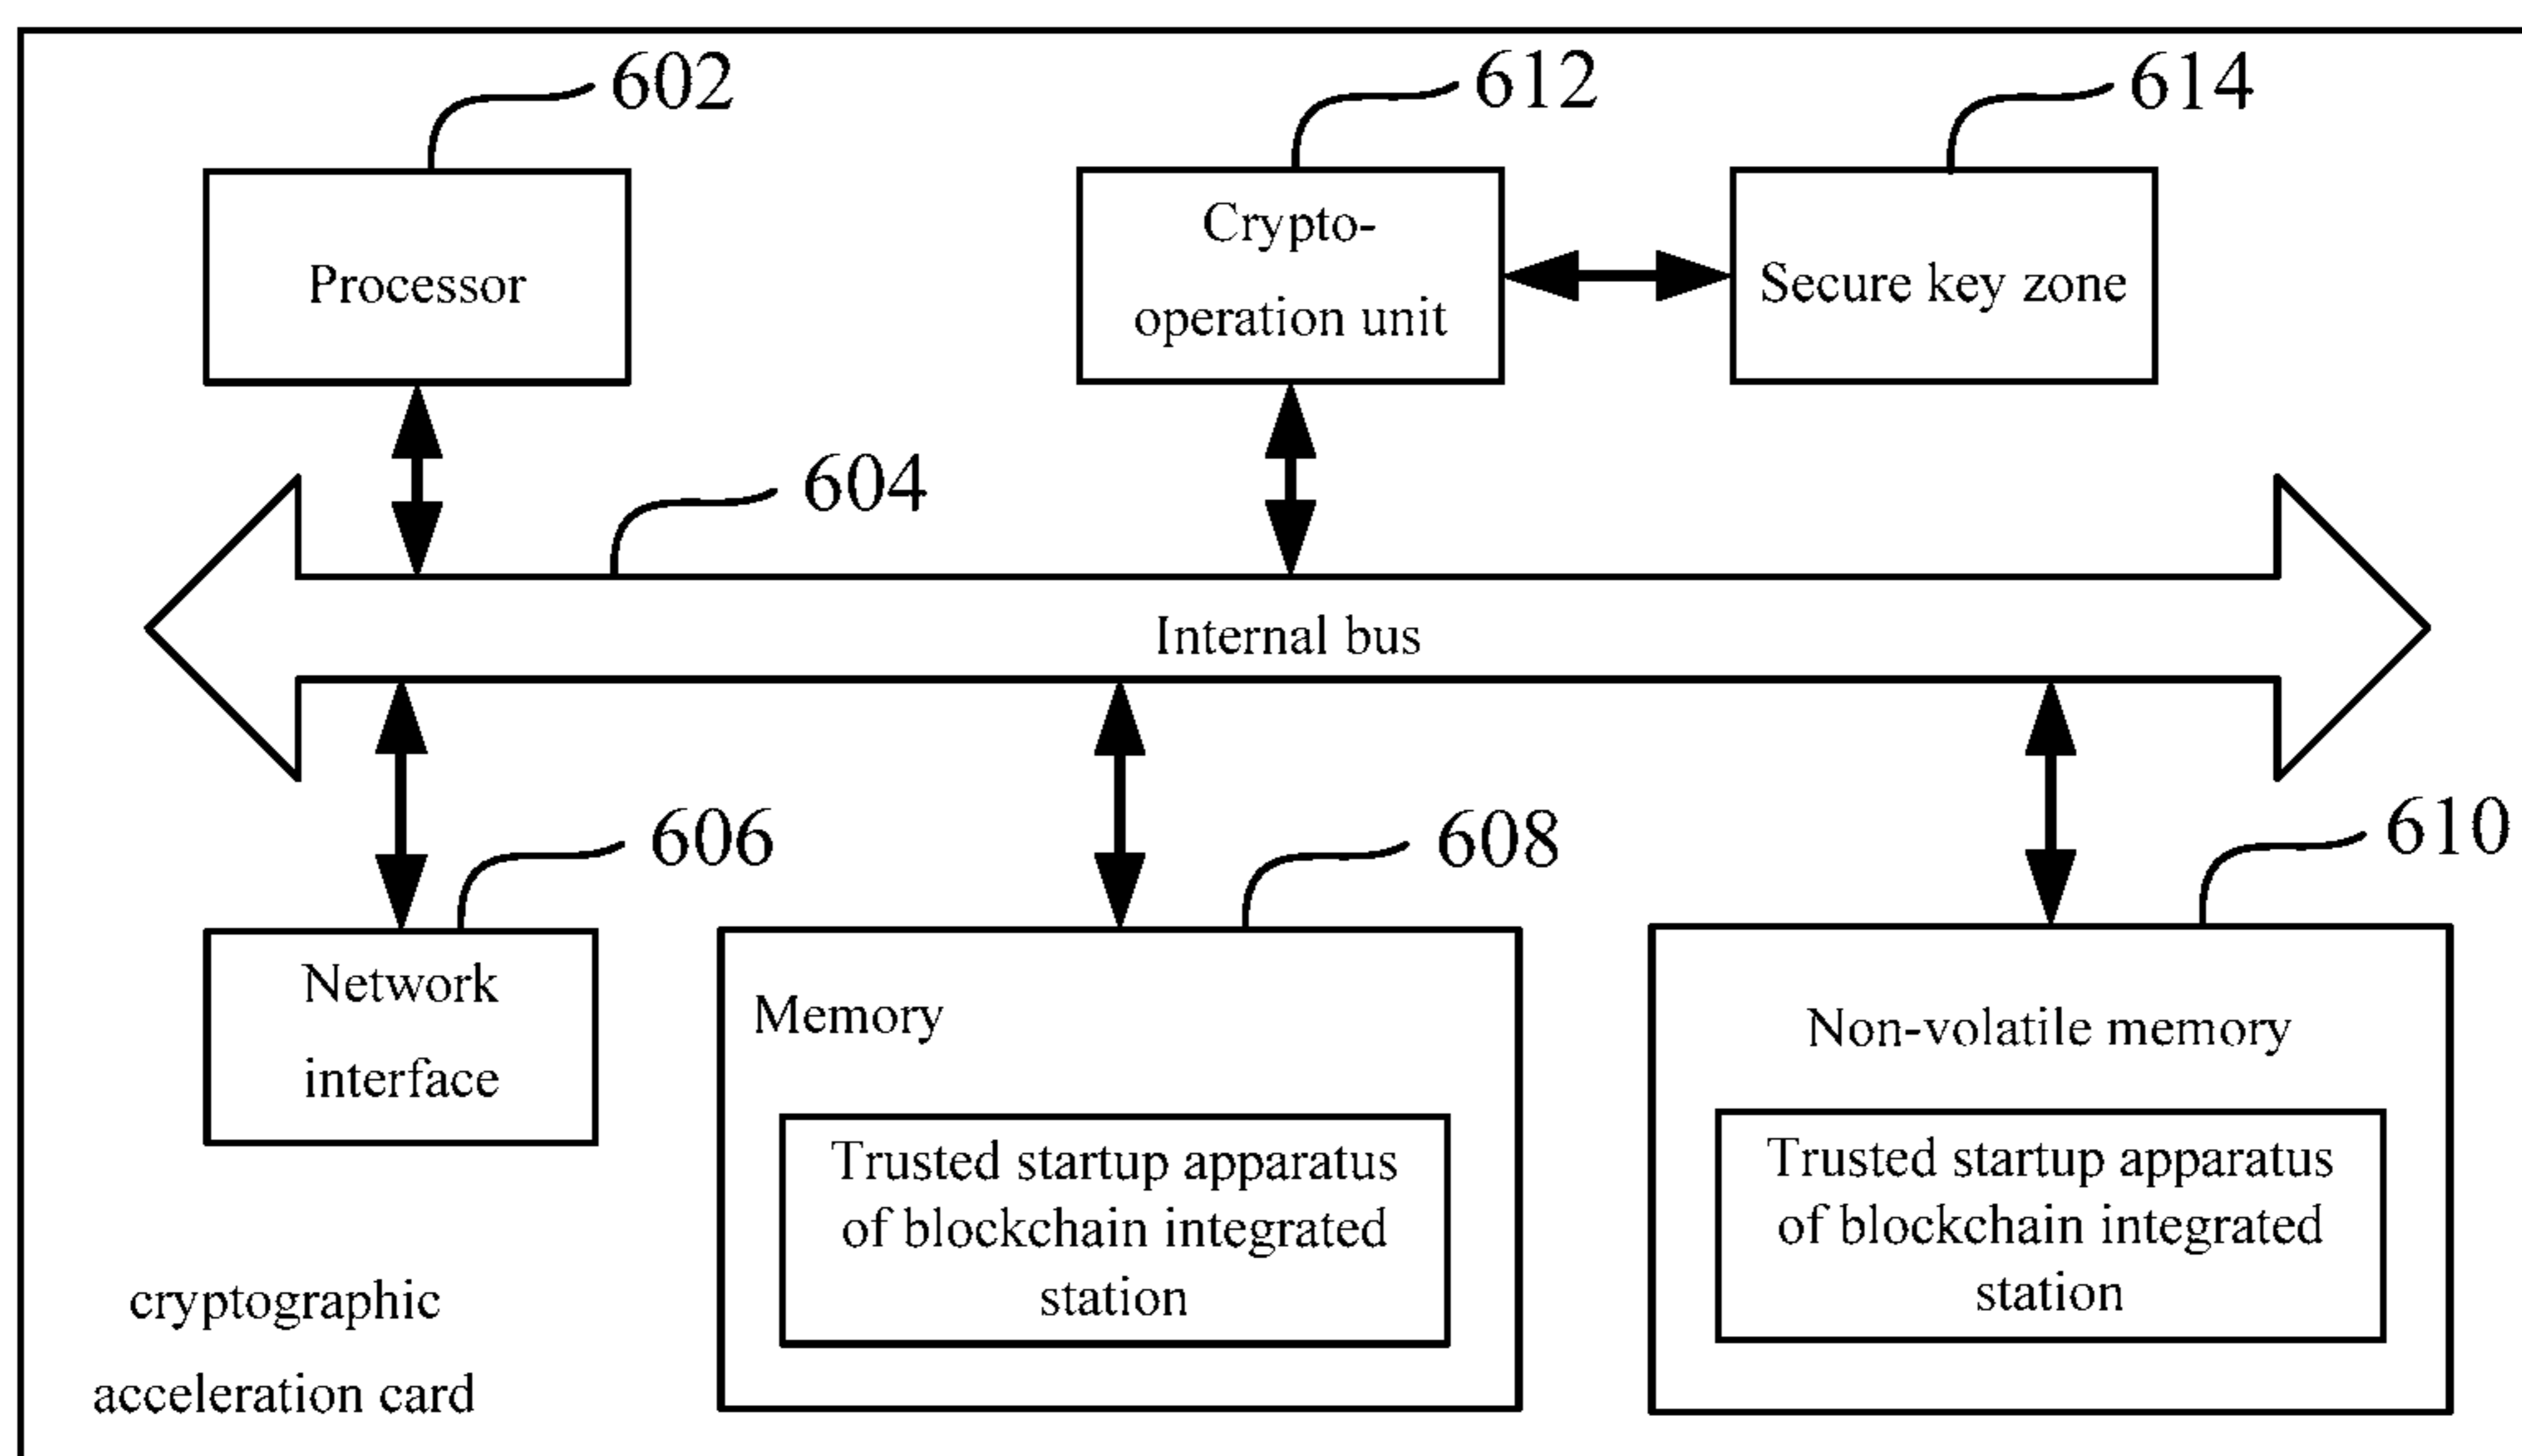 602
612
614
Processor
Crypto-
operation unit
Secure key zone
604
Internal bus
606
608
610
Network
interface
Memory
Non-volatile memory
Trusted startup apparatus
of blockchain integrated
station
Trusted startup apparatus
of blockchain integrated
station
cryptographic
acceleration card